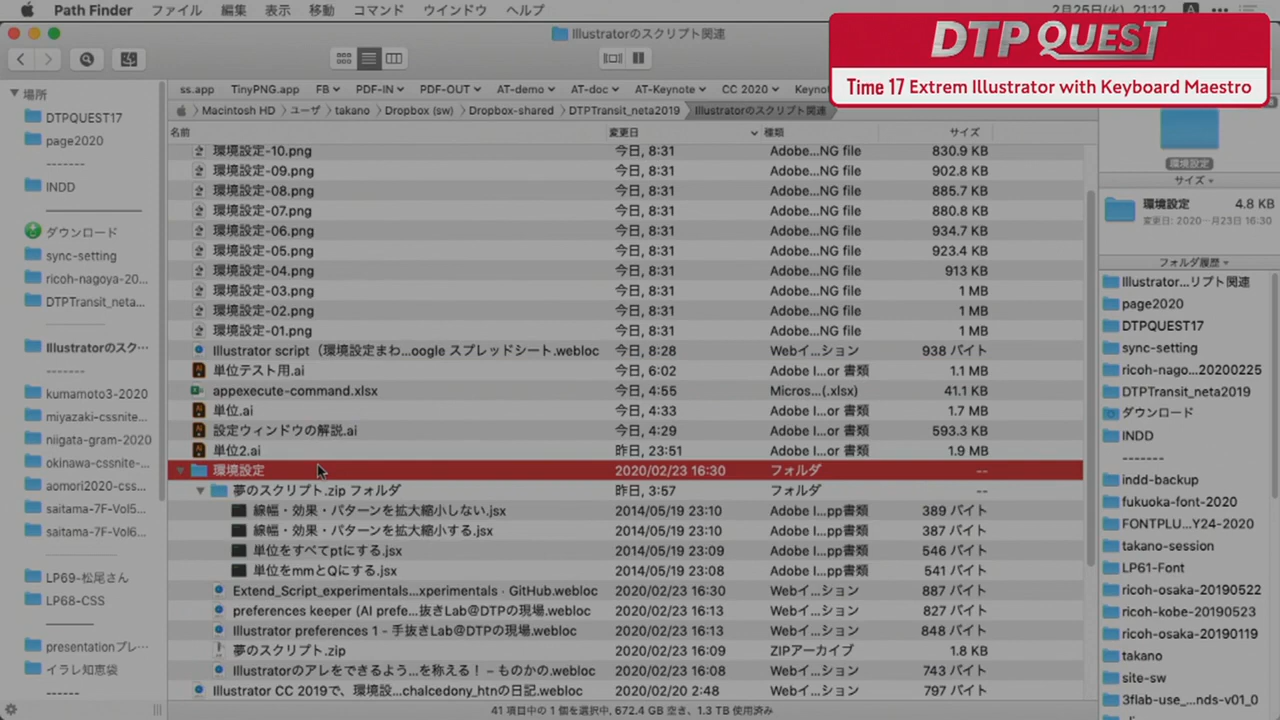 Path Finder ファイル 編集 表示 移動 コマンド ウインドウ ヘルプ
2月25日(火) 21:12
DTP QUEST
Time 17 Extrem Illustrator with Keyboard Maestro
Illustratorのスクリプト関連
ss.app TinyPNG.app FB PDF-IN PDF-OUT AT-demo AT-doc AT-Keynote CC 2020
Macintosh HD ユーザ takano Dropbox (sw) Dropbox-shared DTPTransit_neta2019 Illustratorのスクリプト関連
名前 変更日 種類 サイズ
環境設定-10.png 今日, 8:31 Adobe...NG file 830.9 KB
環境設定-09.png 今日, 8:31 Adobe...NG file 902.8 KB
環境設定-08.png 今日, 8:31 Adobe...NG file 885.7 KB
環境設定-07.png 今日, 8:31 Adobe...NG file 880.8 KB
環境設定-06.png 今日, 8:31 Adobe...NG file 934.7 KB
環境設定-05.png 今日, 8:31 Adobe...NG file 923.4 KB
環境設定-04.png 今日, 8:31 Adobe...NG file 913 KB
環境設定-03.png 今日, 8:31 Adobe...NG file 1 MB
環境設定-02.png 今日, 8:31 Adobe...NG file 1 MB
環境設定-01.png 今日, 8:31 Adobe...NG file 1 MB
Illustrator script（環境設定まわ...oogle スプレッドシート.webloc 今日, 8:28 Webイ...ション 938 バイト
単位テスト用.ai 今日, 6:02 Adobe I...or 書類 1.1 MB
appexecute-command.xlsx 今日, 4:55 Micros...(.xlsx) 41.1 KB
単位.ai 今日, 4:33 Adobe I...or 書類 1.7 MB
設定ウィンドウの解説.ai 今日, 4:29 Adobe I...or 書類 593.3 KB
単位2.ai 昨日, 23:51 Adobe I...or 書類 1.9 MB
環境設定 2020/02/23 16:30 フォルダ --
夢のスクリプト.zip フォルダ 昨日, 3:57 フォルダ --
線幅・効果・パターンを拡大縮小しない.jsx 2014/05/19 23:10 Adobe I...pp書類 389 バイト
線幅・効果・パターンを拡大縮小する.jsx 2014/05/19 23:10 Adobe I...pp書類 387 バイト
単位をすべてptにする.jsx 2014/05/19 23:09 Adobe I...pp書類 546 バイト
単位をmmとQにする.jsx 2014/05/19 23:08 Adobe I...pp書類 541 バイト
Extend_Script_experimentals...xperimentals · GitHub.webloc 2020/02/23 16:30 Webイ...ション 887 バイト
preferences keeper (AI prefe...抜きLab@DTPの現場.webloc 2020/02/23 16:13 Webイ...ション 827 バイト
Illustrator preferences 1 - 手抜きLab@DTPの現場.webloc 2020/02/23 16:13 Webイ...ション 848 バイト
夢のスクリプト.zip 2020/02/23 16:09 ZIPアーカイブ 1.8 KB
Illustratorのアレをできるよう...を称える！ – ものかの.webloc 2020/02/23 16:08 Webイ...ション 743 バイト
Illustrator CC 2019で、環境設...chalcedony_htnの日記.webloc 2020/02/20 2:48 Webイ...ション 797 バイト
41 項目中の 1 個を選択中, 672.4 GB 空き, 1.3 TB 使用済み
場所
DTPQUEST17
page2020
-------
INDD
ダウンロード
sync-setting
ricoh-nagoya-20...
DTPTransit_neta...
Illustratorのスク…
-------
kumamoto3-2020
miyazaki-cssnite...
niigata-gram-2020
okinawa-cssnite-...
aomori2020-css...
saitama-7F-Vol5...
saitama-7F-Vol6...
LP69-松尾さん
LP68-CSS
presentationプレ…
イラレ知恵袋
------
環境設定
サイズ
環境設定 4.8 KB
フォルダ履歴
Illustrator...リプト関連
page2020
DTPQUEST17
sync-setting
ricoh-nago...20200225
DTPTransit_neta2019
ダウンロード
INDD
-------
indd-backup
fukuoka-font-2020
FONTPLU...Y24-2020
takano-session
LP61-Font
ricoh-osaka-20190522
ricoh-kobe-20190523
ricoh-osaka-20190119
takano
site-sw
3flab-use_...nds-v01_0